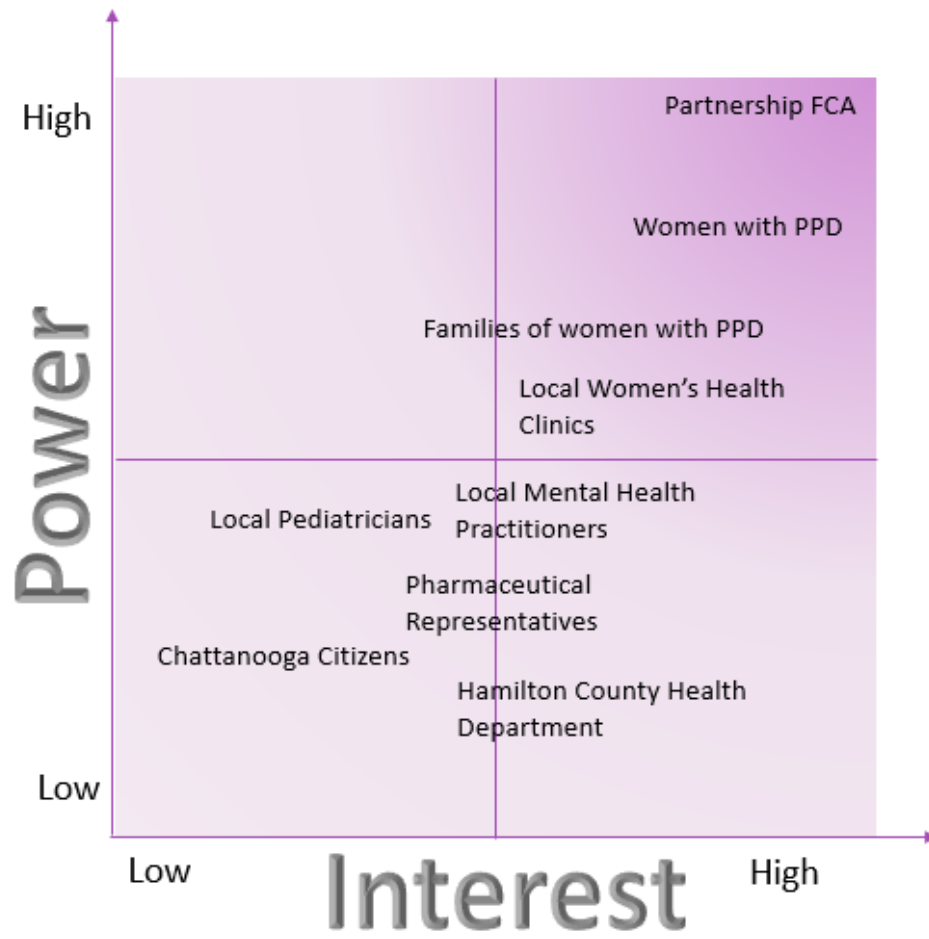 High
Partnership FCA
Women with PPD
Families of women with PPD
Local Women's Health
Clinics
Power
Local Mental Health
Practitioners
Local Pediatricians
Pharmaceutical
Representatives
Chattanooga Citizens
Hamilton County Health
Department
Low
Low
Interest
High